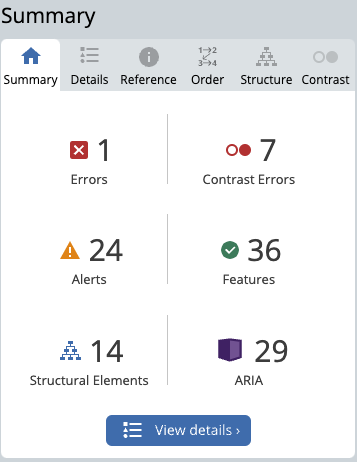 Summary
Summary Details Reference Order Structure Contrast
1 7
Errors Contrast Errors
24 36
Alerts Features
14 29
Structural Elements ARIA
View details ›